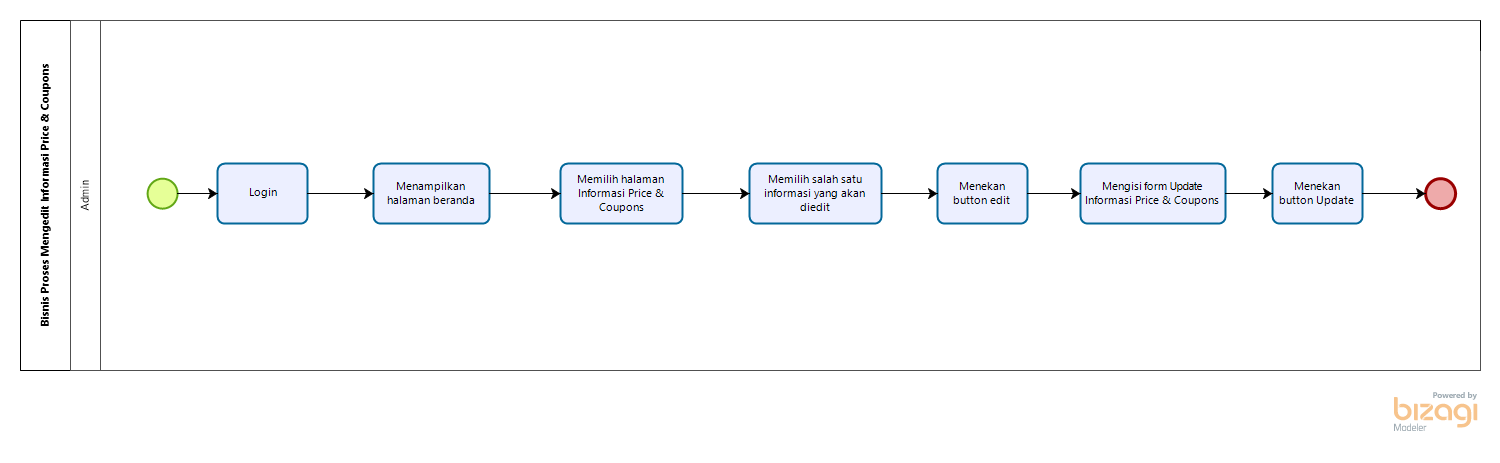 Bisnis Proses Mengedit Informasi Price & Coupons
Admin
Login
Menampilkan
halaman beranda
Memilih halaman
Informasi Price &
Coupons
Memilih salah satu
informasi yang akan
diedit
Menekan
button edit
Mengisi form Update
Informasi Price & Coupons
Menekan
button Update
Powered by
bizagi
Modeler